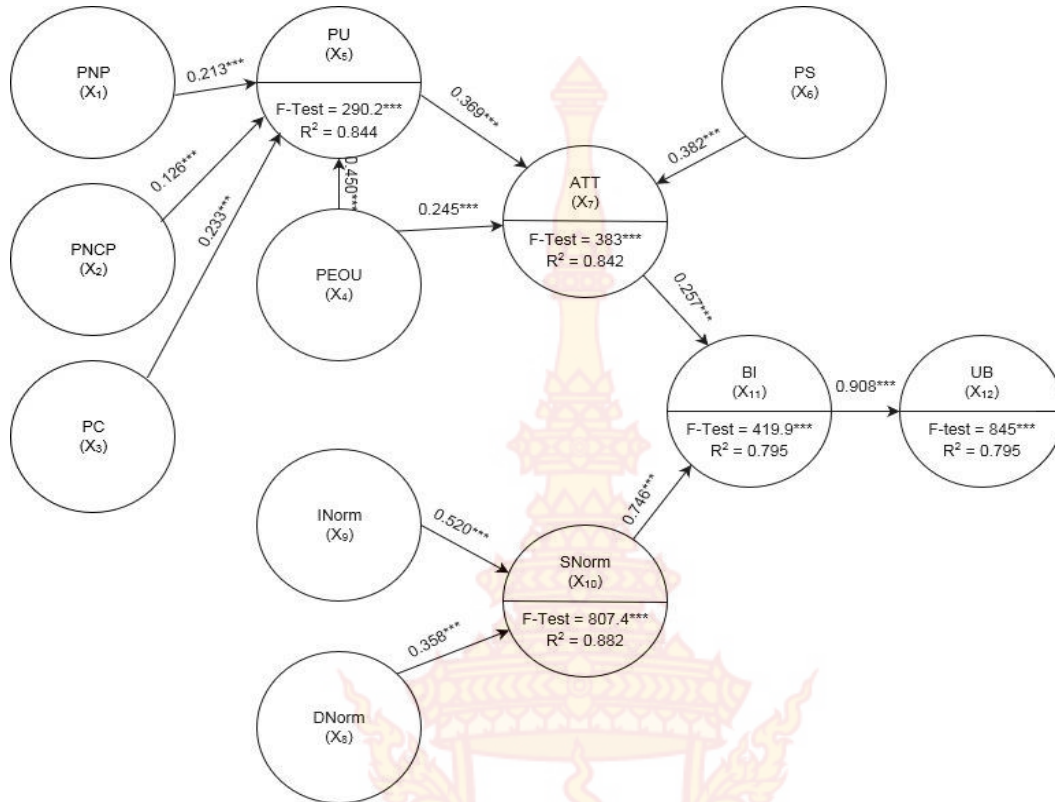 PNP
(X₁)
0.213***
PU
(X₅)
F-Test = 290.2***
R² = 0.844
PS
(X₆)
0.369***
0.382***
0.126***
0.233***
0.450***
PNCP
(X₂)
PEOU
(X₄)
0.245***
ATT
(X₇)
F-Test = 383***
R² = 0.842
0.257***
PC
(X₃)
BI
(X₁₁)
F-Test = 419.9***
R² = 0.795
0.908***
UB
(X₁₂)
F-test = 845***
R² = 0.795
INorm
(X₉)
0.520***
0.746***
SNorm
(X₁₀)
F-Test = 807.4***
R² = 0.882
0.358***
DNorm
(X₈)